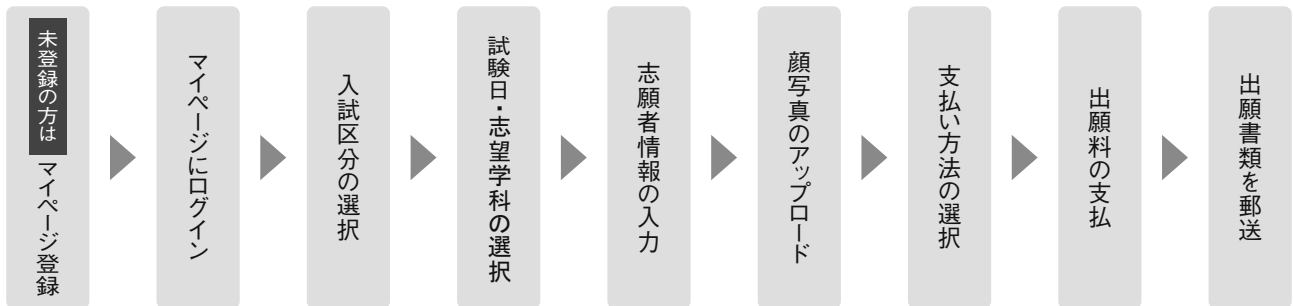 未登録の方は
マイページ登録
マイページにログイン
入試区分の選択
試験日・志望学科の選択
志願者情報の入力
顔写真のアップロード
支払い方法の選択
出願料の支払
出願書類を郵送